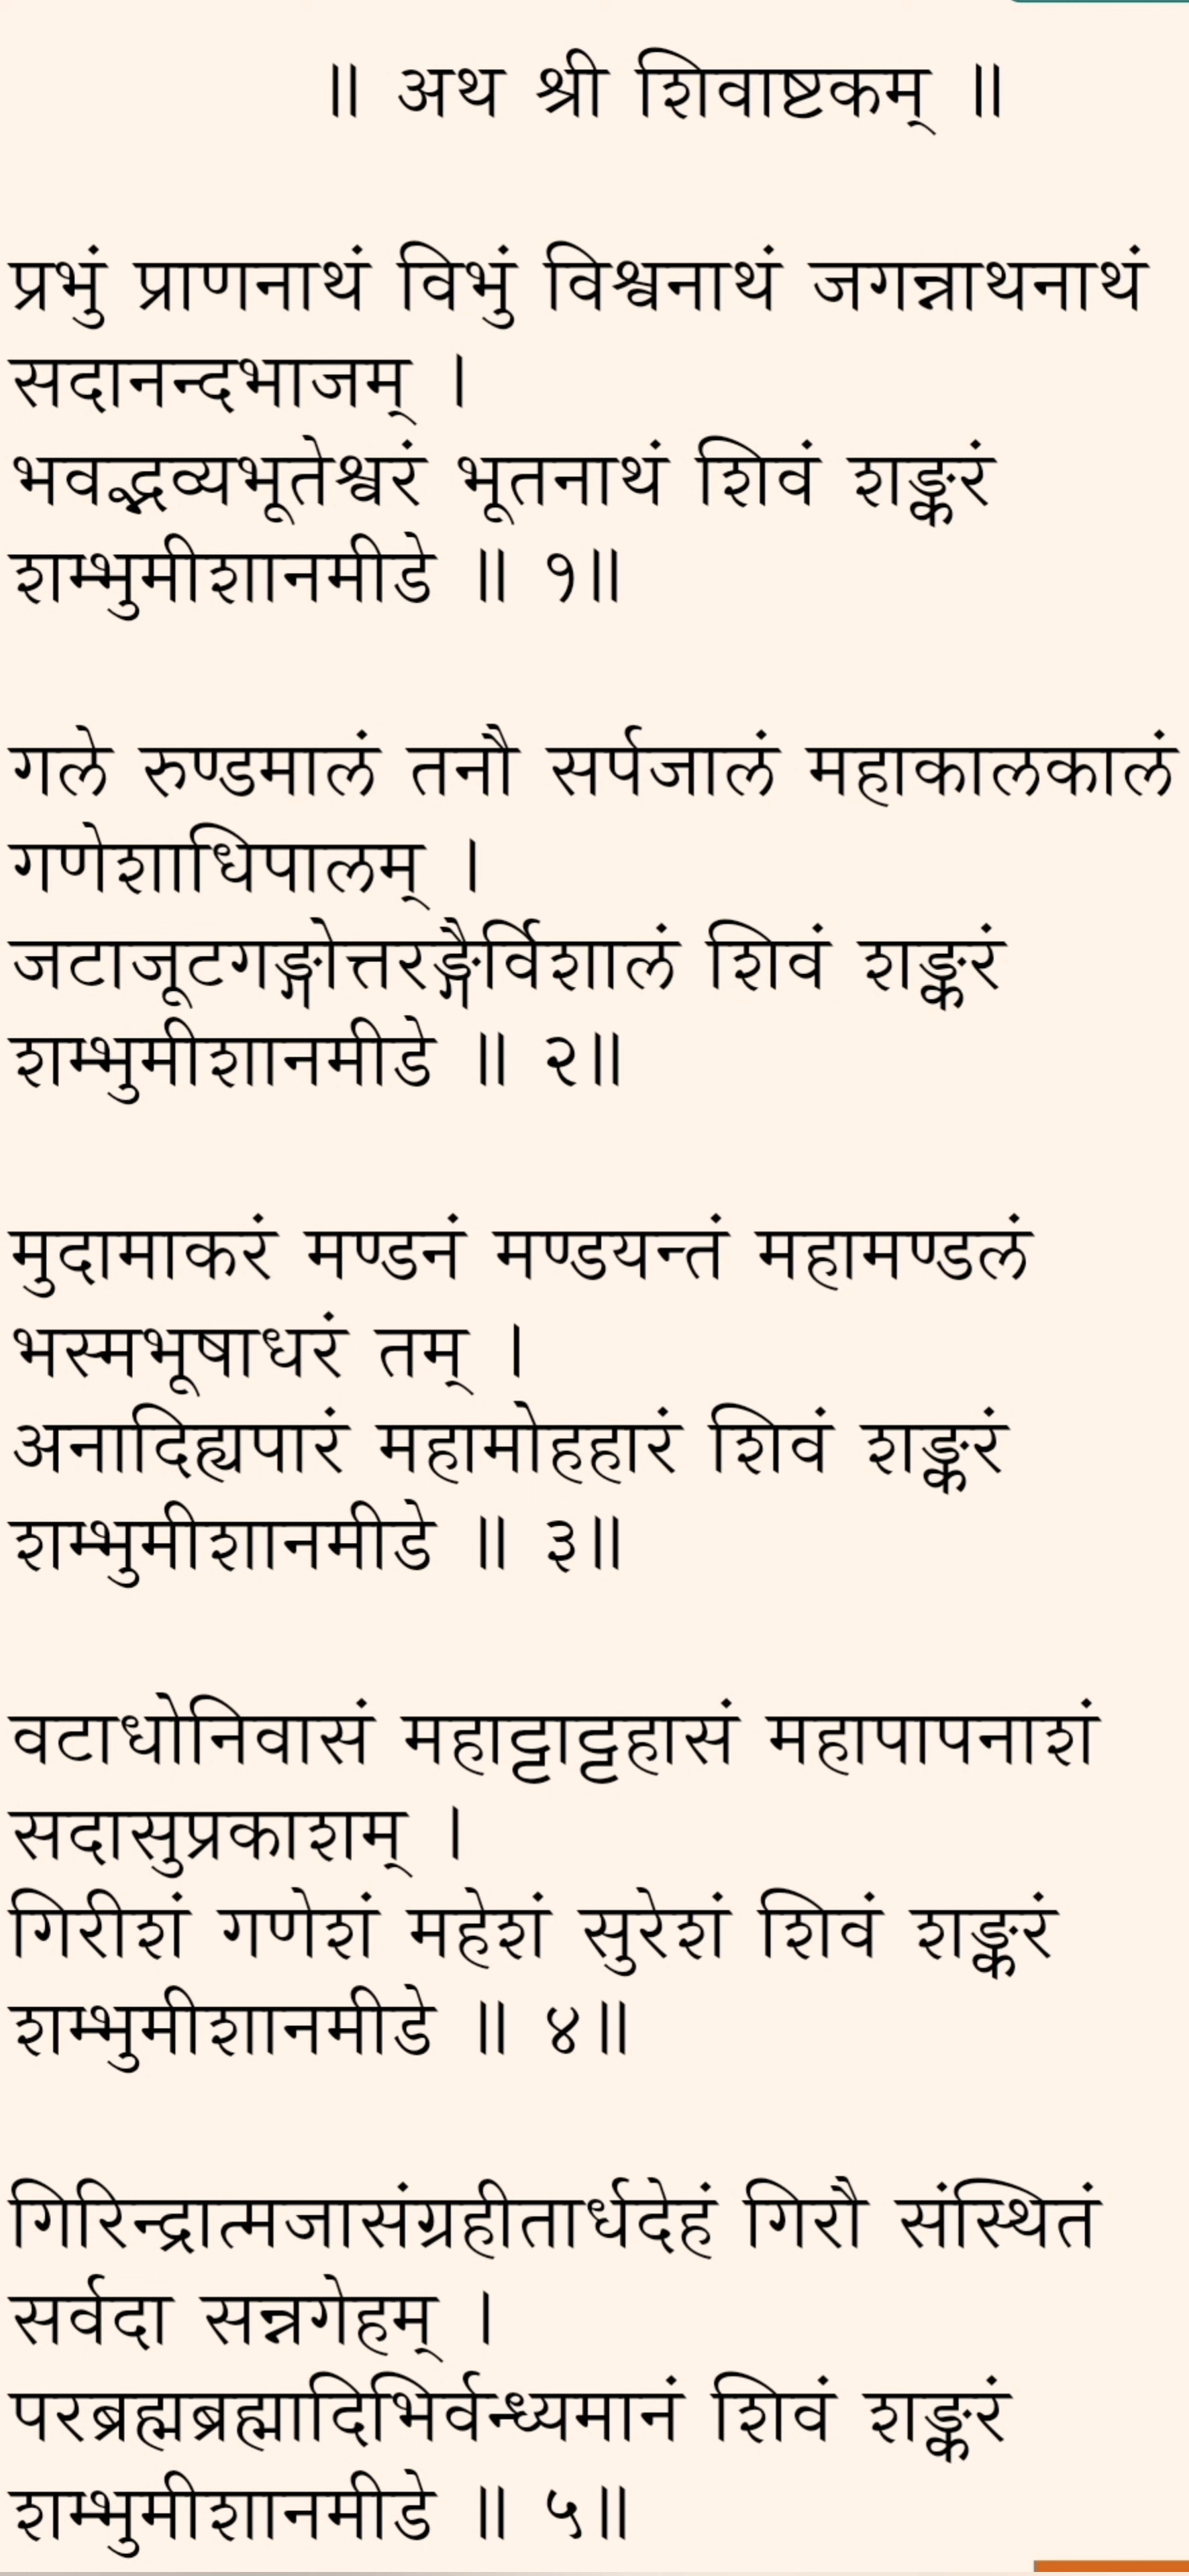 ॥ अथ श्री शिवाष्टकम् ॥
प्रभुं प्राणनाथं विभुं विश्वनाथं जगन्नाथनाथं
सदानन्दभाजम् ।
भवद्भव्यभूतेश्वरं भूतनाथं शिवं शङ्करं
शम्भुमीशानमीडे ॥ १॥
गले रुण्डमालं तनौ सर्पजालं महाकालकालं
गणेशाधिपालम् ।
जटाजूटगङ्गोत्तरङ्गैर्विशालं शिवं शङ्करं
शम्भुमीशानमीडे ॥ २॥
मुदामाकरं मण्डनं मण्डयन्तं महामण्डलं
भस्मभूषाधरं तम् ।
अनादिह्यपारं महामोहहारं शिवं शङ्करं
शम्भुमीशानमीडे ॥ ३॥
वटाधोनिवासं महाट्टाट्टहासं महापापनाशं
सदासुप्रकाशम् ।
गिरीशं गणेशं महेशं सुरेशं शिवं शङ्करं
शम्भुमीशानमीडे ॥ ४॥
गिरिन्द्रात्मजासंग्रहीतार्धदेहं गिरौ संस्थितं
सर्वदा सन्नगेहम् ।
परब्रह्मब्रह्मादिभिर्वन्ध्यमानं शिवं शङ्करं
शम्भुमीशानमीडे ॥ ५॥